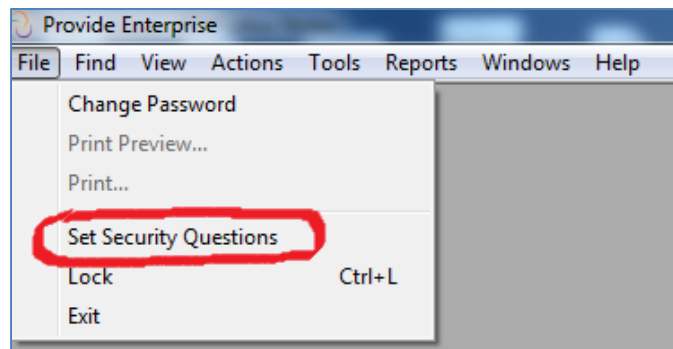 Provide Enterprise
File Find View Actions Tools Reports Windows Help
Change Password
Print Preview...
Print...
Set Security Questions
Lock Ctrl+L
Exit